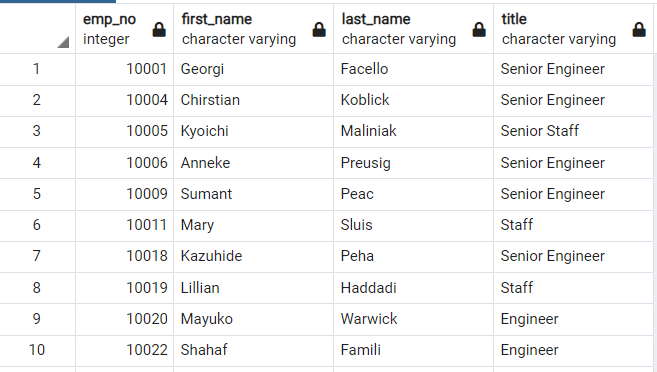 emp_no first_name last_name title
integer character varying character varying character varying
1 10001 Georgi Facello Senior Engineer
2 10004 Chirstian Koblick Senior Engineer
3 10005 Kyoichi Maliniak Senior Staff
4 10006 Anneke Preusig Senior Engineer
5 10009 Sumant Peac Senior Engineer
6 10011 Mary Sluis Staff
7 10018 Kazuhide Peha Senior Engineer
8 10019 Lillian Haddadi Staff
9 10020 Mayuko Warwick Engineer
10 10022 Shahaf Famili Engineer